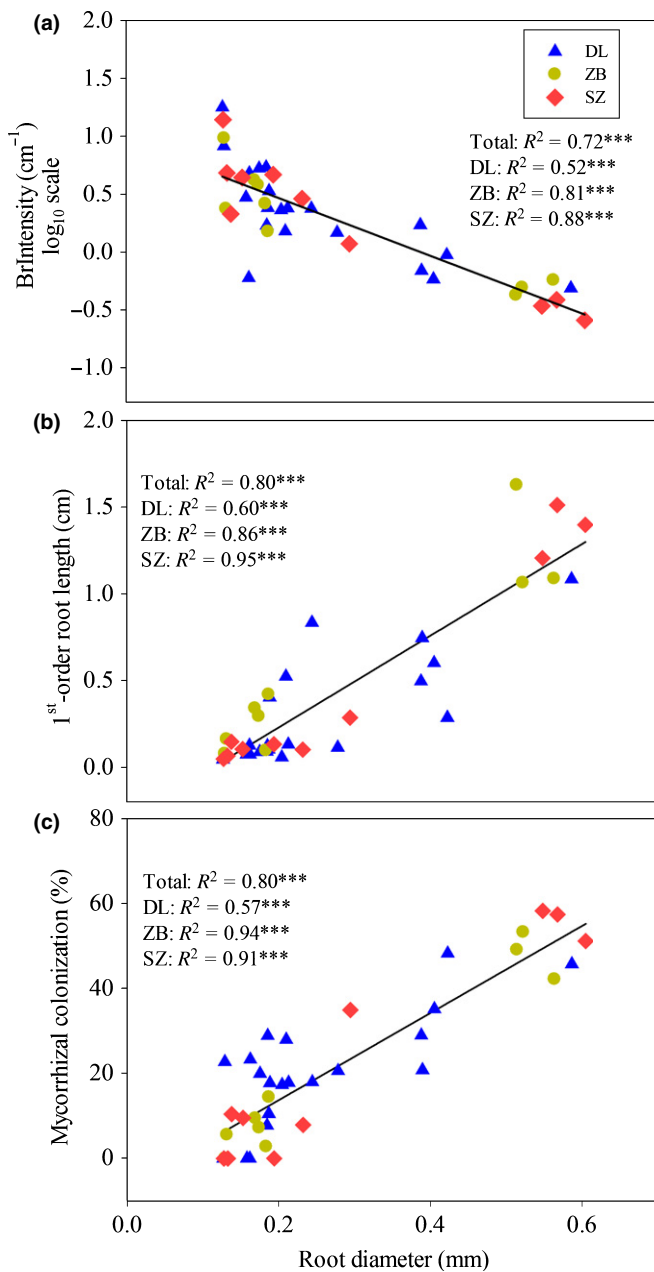 (a)
2.0
1.5
1.0
0.5
0.0
−0.5
−1.0
BrIntensity (cm⁻¹)
log₁₀ scale
DL
ZB
SZ
Total: R² = 0.72***
DL: R² = 0.52***
ZB: R² = 0.81***
SZ: R² = 0.88***
(b)
2.0
1.5
1.0
0.5
0.0
1ˢᵗ-order root length (cm)
Total: R² = 0.80***
DL: R² = 0.60***
ZB: R² = 0.86***
SZ: R² = 0.95***
(c)
80
60
40
20
0
Mycorrhizal colonization (%)
Total: R² = 0.80***
DL: R² = 0.57***
ZB: R² = 0.94***
SZ: R² = 0.91***
0.0 0.2 0.4 0.6
Root diameter (mm)